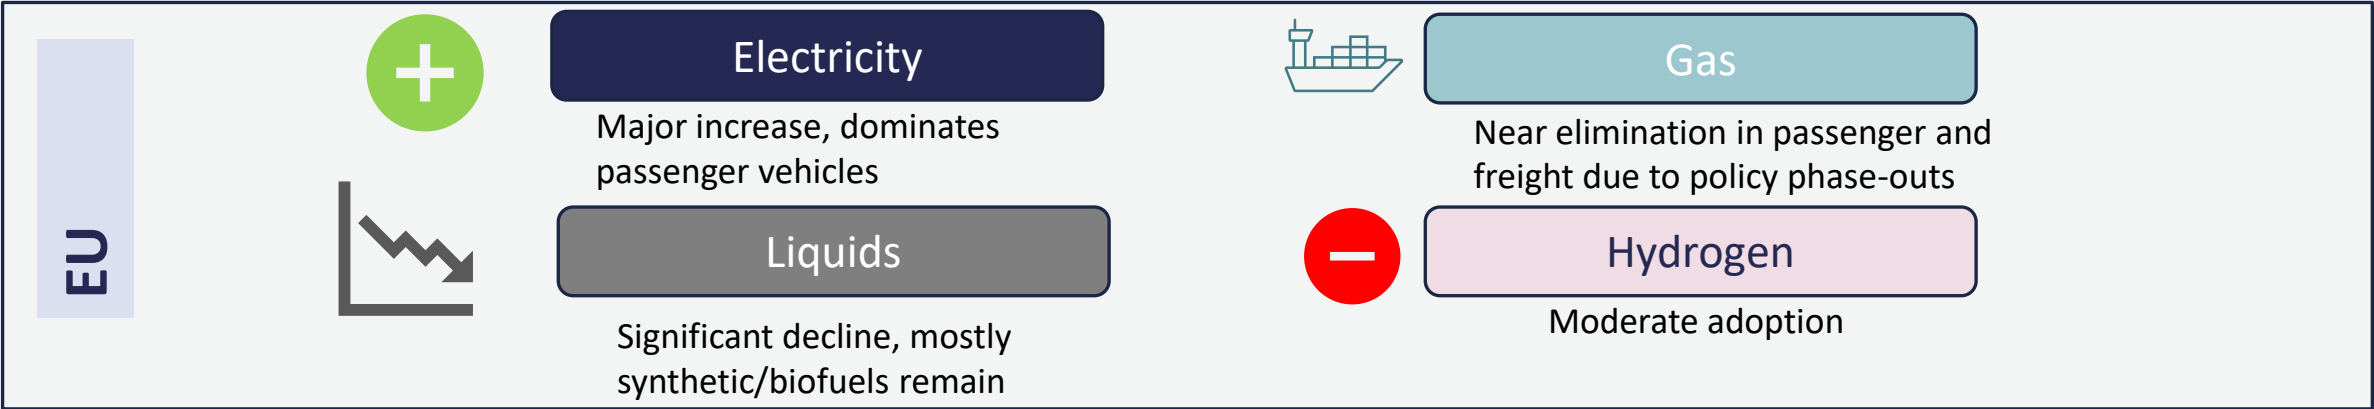 EU
Electricity
Major increase, dominates
passenger vehicles
Liquids
Significant decline, mostly
synthetic/biofuels remain
Gas
Near elimination in passenger and
freight due to policy phase-outs
Hydrogen
Moderate adoption